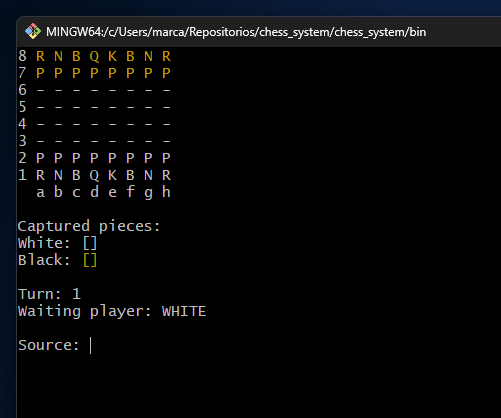 MINGW64:/c/Users/marca/Repositorios/chess_system/chess_system/bin
8 R N B Q K B N R
7 P P P P P P P P
6 - - - - - - - -
5 - - - - - - - -
4 - - - - - - - -
3 - - - - - - - -
2 P P P P P P P P
1 R N B Q K B N R
a b c d e f g h
Captured pieces:
White: []
Black: []
Turn: 1
Waiting player: WHITE
Source: